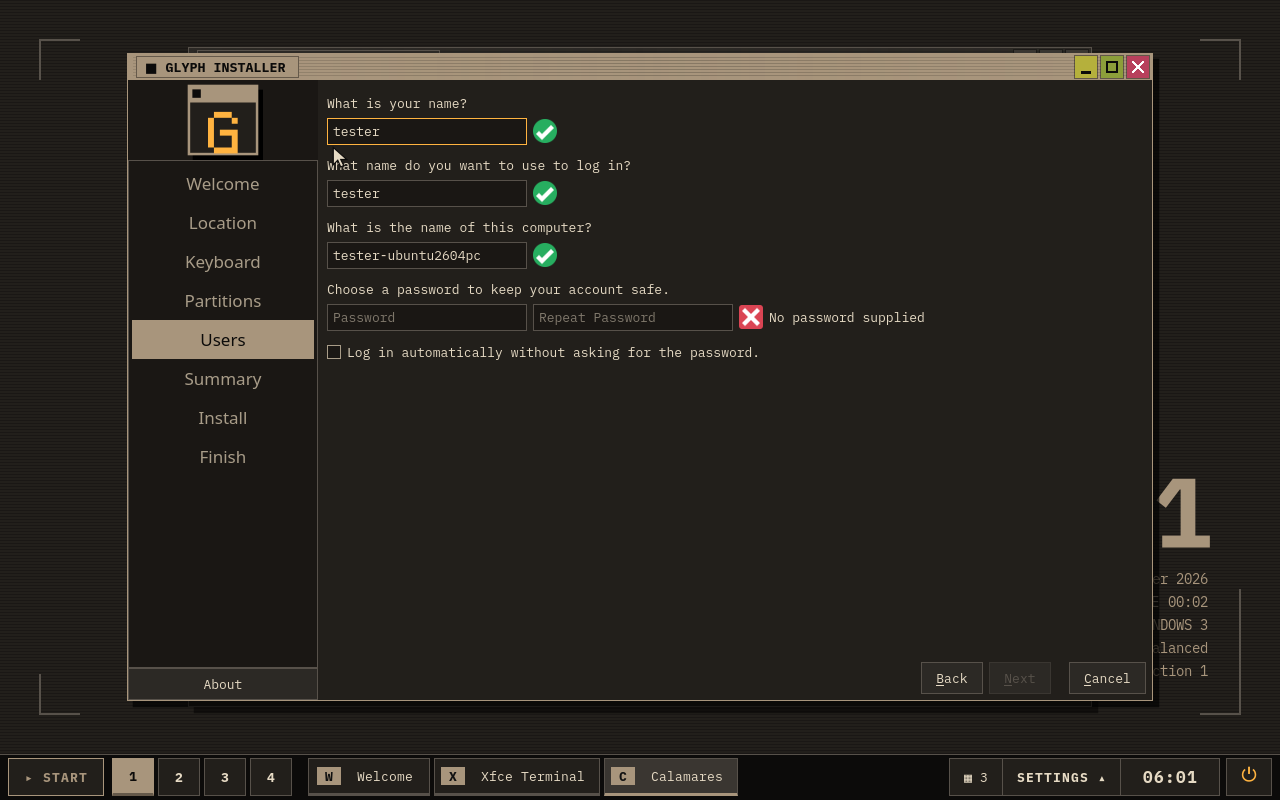 GLYPH INSTALLER
G
Welcome
Location
Keyboard
Partitions
Users
Summary
Install
Finish
About
What is your name?
tester
What name do you want to use to log in?
tester
What is the name of this computer?
tester-ubuntu2604pc
Choose a password to keep your account safe.
Password
Repeat Password
No password supplied
Log in automatically without asking for the password.
Back
Next
Cancel
1
2026
00:02
NDOWS 3
alanced
ction 1
▸ START
1
2
3
4
W Welcome
X Xfce Terminal
C Calamares
▦ 3
SETTINGS ▴
06:01